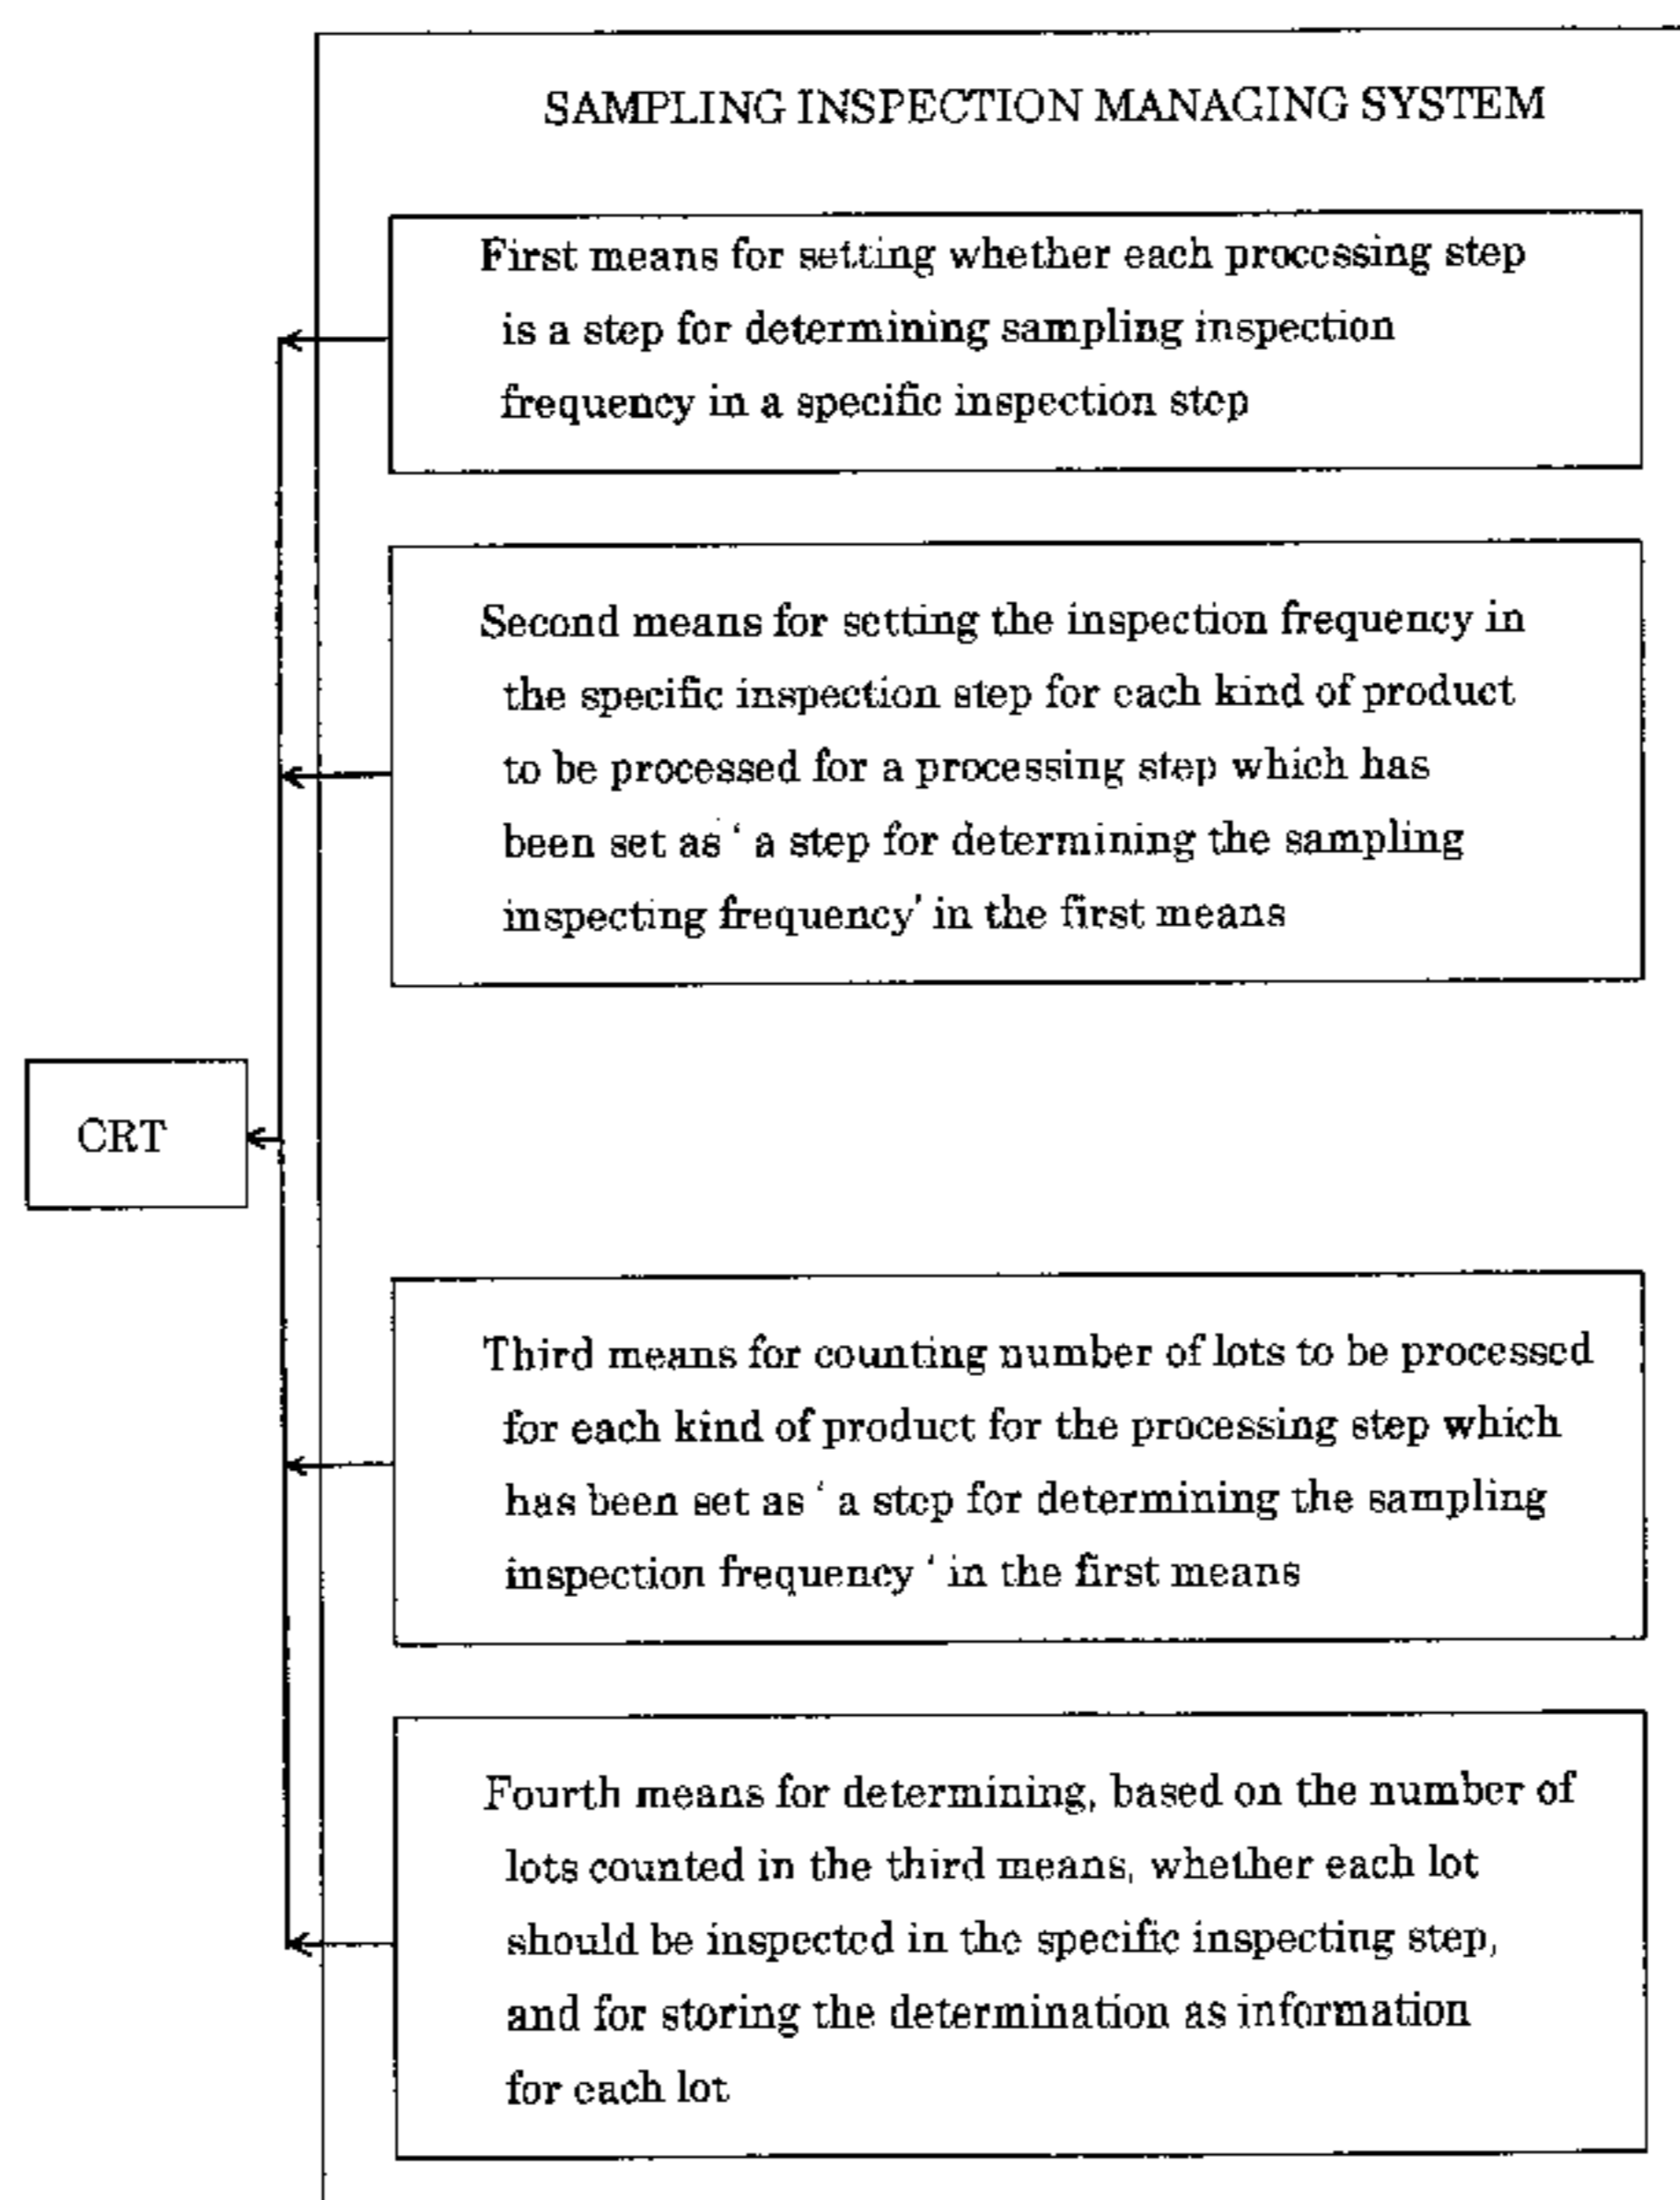 SAMPLING INSPECTION MANAGING SYSTEM
First means for setting whether each processing step
is a step for determining sampling inspection
frequency in a specific inspection step
Second means for setting the inspection frequency in
the specific inspection step for each kind of product
to be processed for a processing step which has
been set as ‘ a step for determining the sampling
inspecting frequency’ in the first means
CRT
Third means for counting number of lots to be processed
for each kind of product for the processing step which
has been set as ‘ a step for determining the sampling
inspection frequency ‘ in the first means
Fourth means for determining, based on the number of
lots counted in the third means, whether each lot
should be inspected in the specific inspecting step,
and for storing the determination as information
for each lot